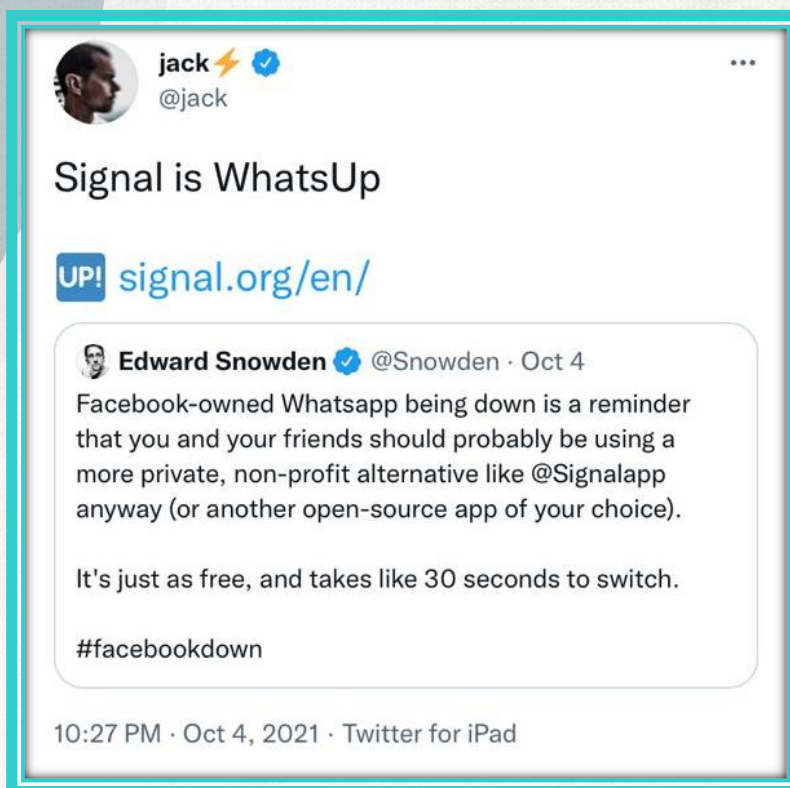 jack⚡
@jack
Signal is WhatsUp
UP! signal.org/en/
Edward Snowden @Snowden · Oct 4
Facebook-owned Whatsapp being down is a reminder
that you and your friends should probably be using a
more private, non-profit alternative like @Signalapp
anyway (or another open-source app of your choice).
It's just as free, and takes like 30 seconds to switch.
#facebookdown
10:27 PM · Oct 4, 2021 · Twitter for iPad